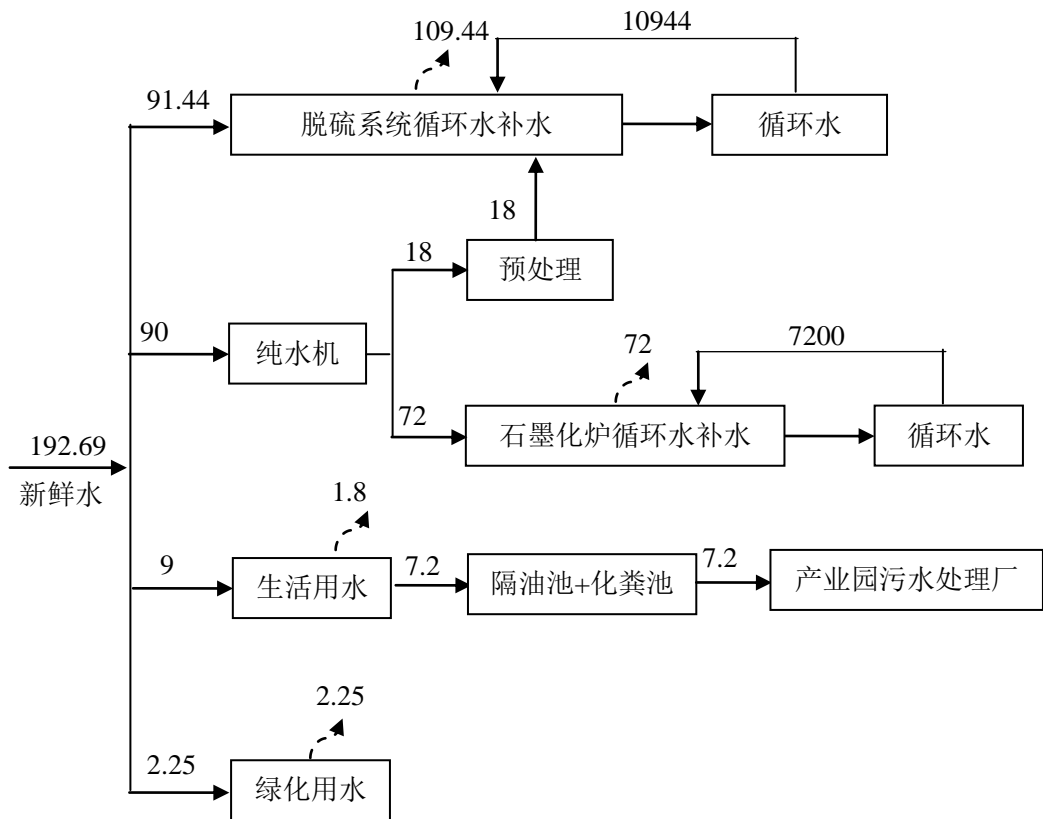 109.44
10944
91.44
脱硫系统循环水补水
循环水
18
18
预处理
90
纯水机
72
7200
72
石墨化炉循环水补水
循环水
192.69
新鲜水
1.8
9
生活用水
7.2
隔油池+化粪池
7.2
产业园污水处理厂
2.25
2.25
绿化用水